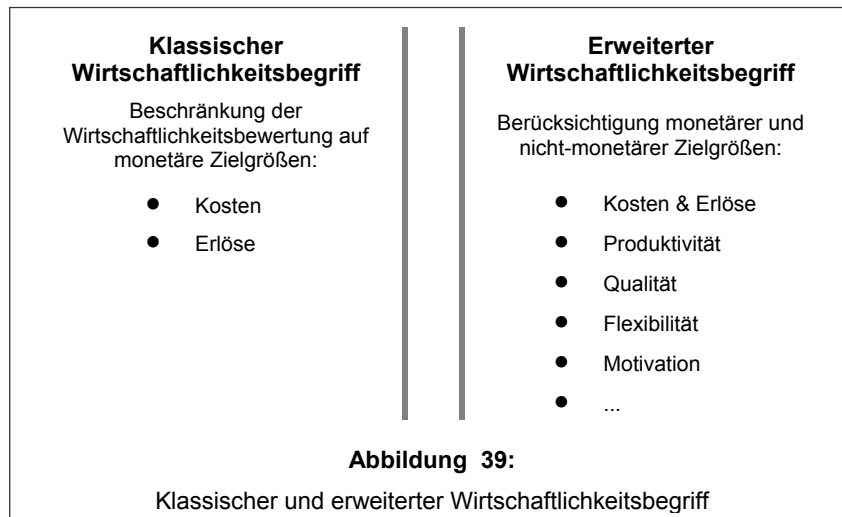 Klassischer
Wirtschaftlichkeitsbegriff
Beschränkung der
Wirtschaftlichkeitsbewertung auf
monetäre Zielgrößen:
● Kosten
● Erlöse
Erweiterter
Wirtschaftlichkeitsbegriff
Berücksichtigung monetärer und
nicht-monetärer Zielgrößen:
● Kosten & Erlöse
● Produktivität
● Qualität
● Flexibilität
● Motivation
● ...
Abbildung 39:
Klassischer und erweiterter Wirtschaftlichkeitsbegriff